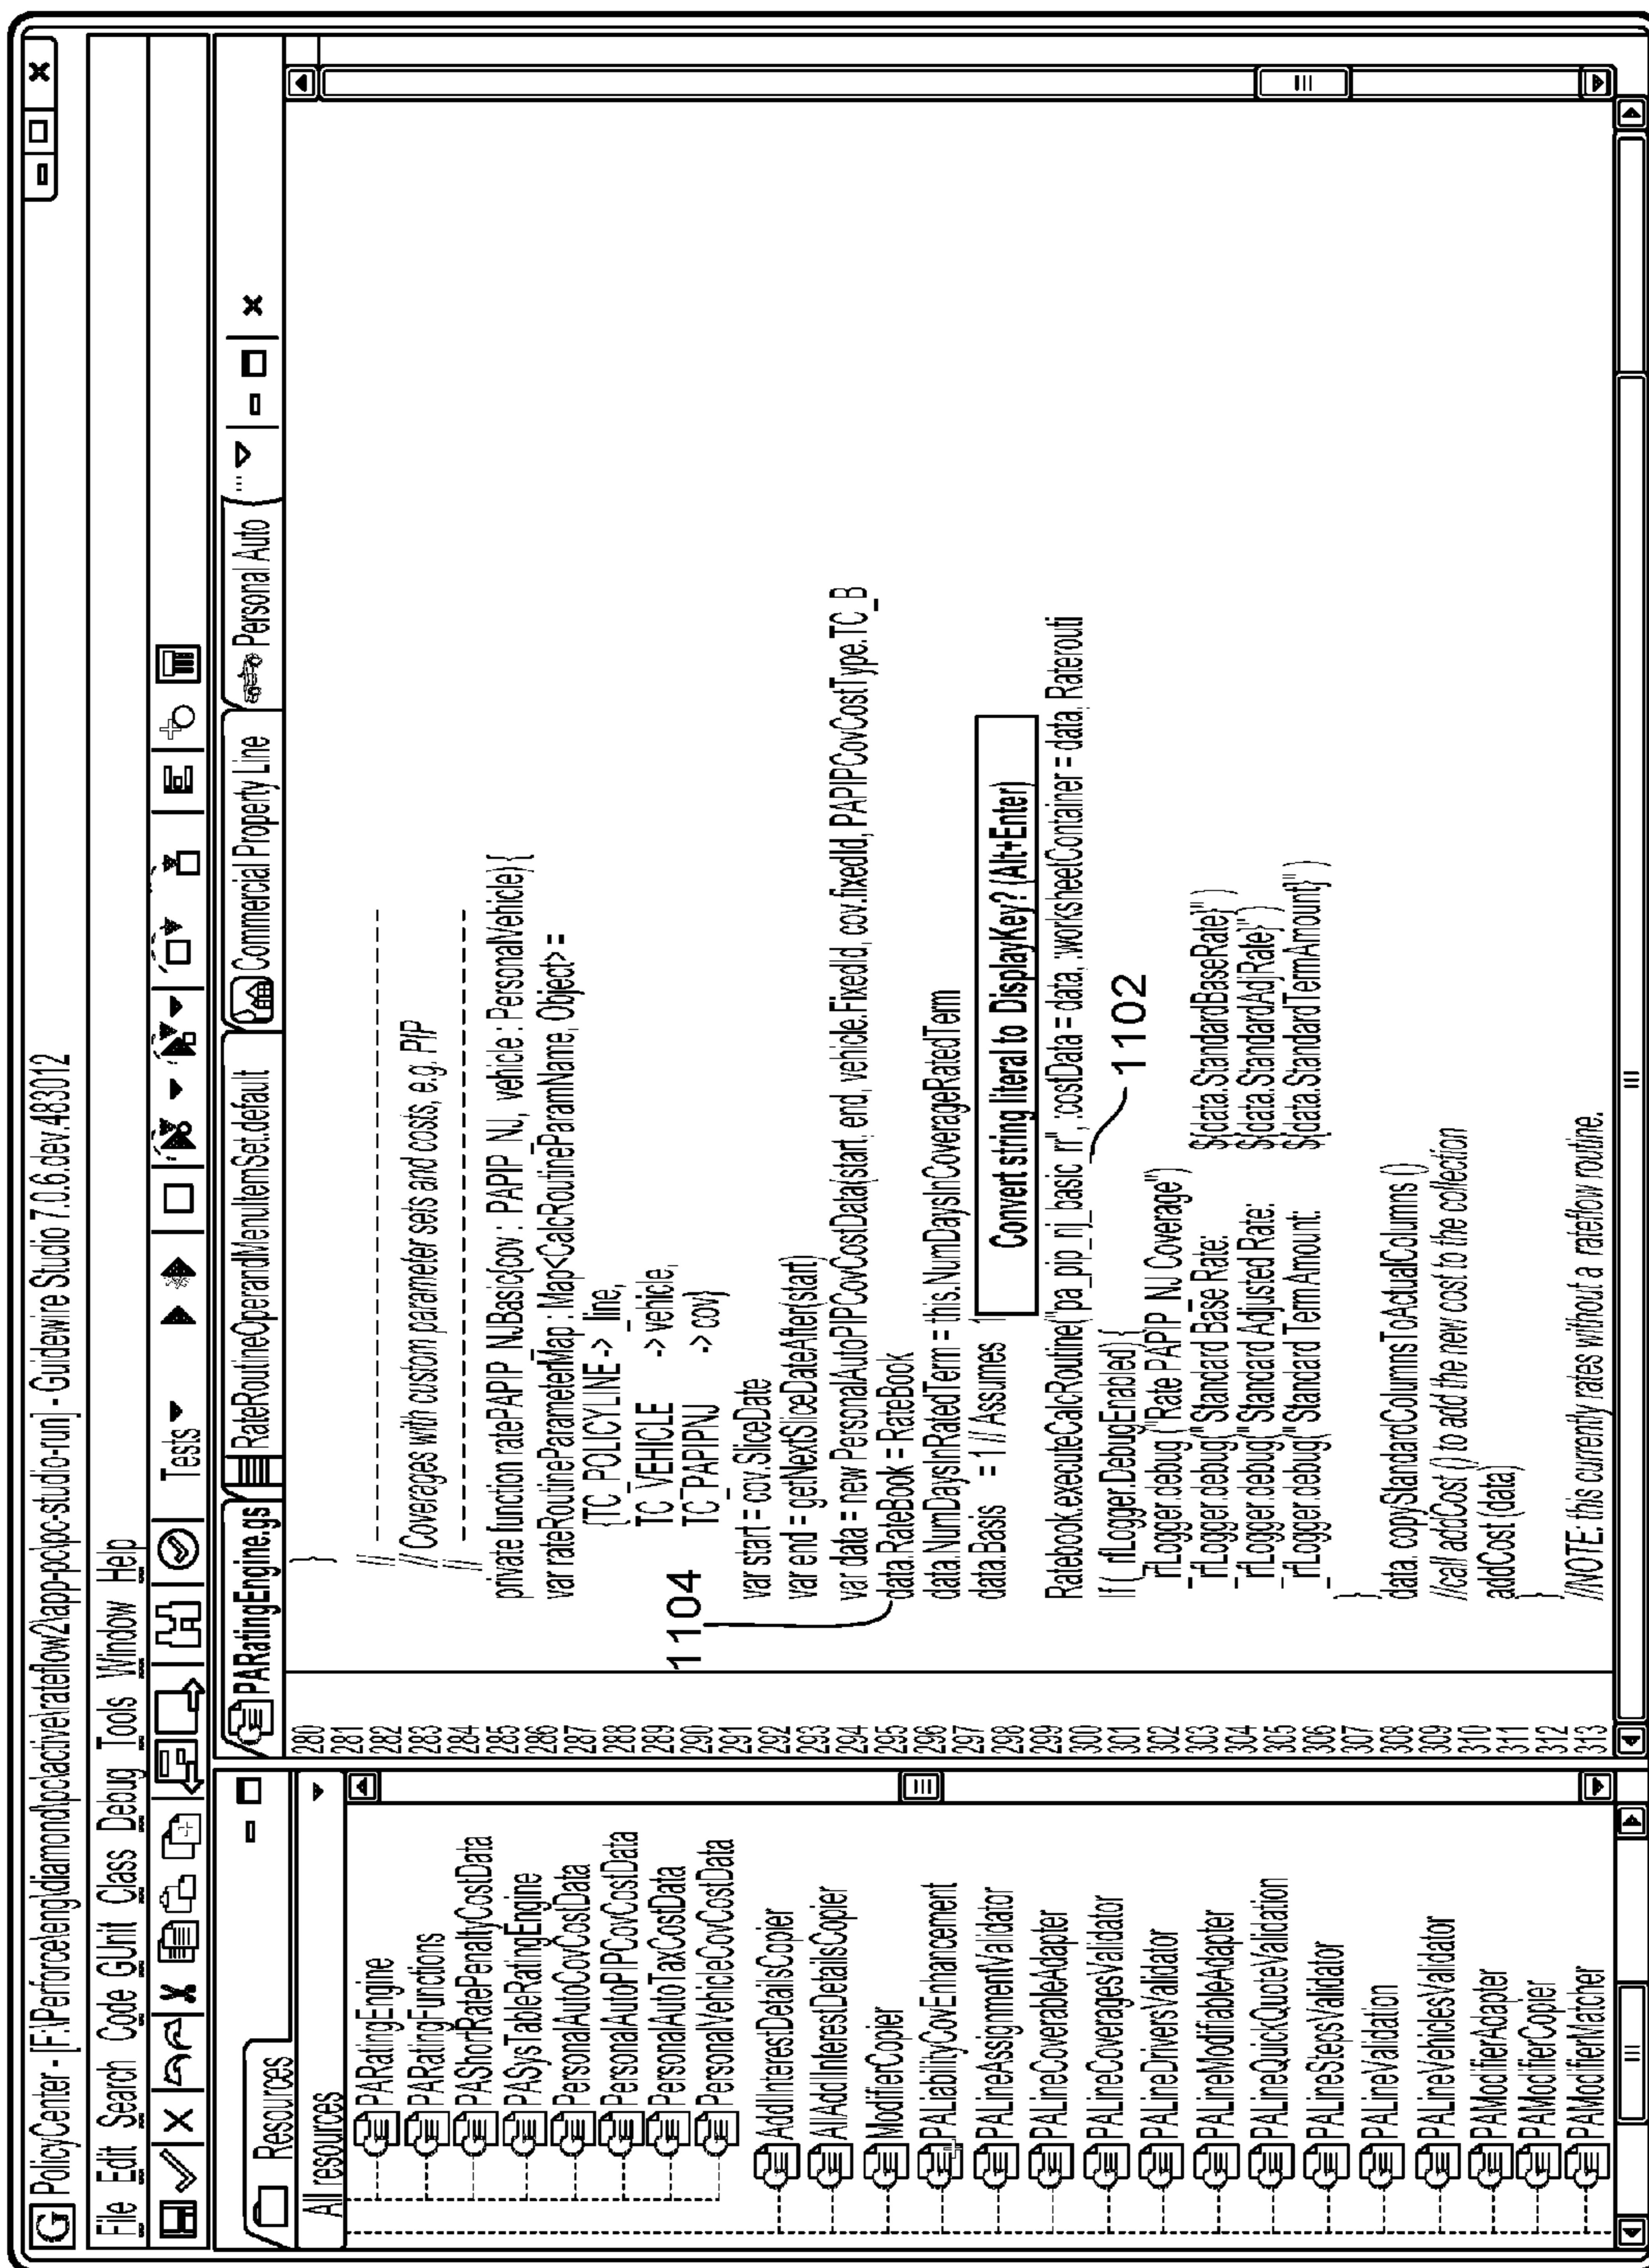 G PolicyCenter - [F:\Perforce\eng\diamond\pc\active\rateflow2\app-pc\pc-studio-run] - Guidewire Studio 7.0.6.dev.483012
File Edit Search Code GUnit Class Debug Tools Window Help
Tests
Resources
All resources
PARatingEngine
PARatingFunctions
PAShortRatePenaltyCostData
PASysTableRatingEngine
PersonalAutoCovCostData
PersonalAutoPIPCovCostData
PersonalAutoTaxCostData
PersonalVehicleCovCostData
AddlInterestDetailsCopier
AllAddlInterestDetailsCopier
ModifierCopier
PALiabilityCovEnhancement
PALineAssignmentValidator
PALineCoverableAdapter
PALineCoveragesValidator
PALineDriversValidator
PALineModifiableAdapter
PALineQuickQuoteValidation
PALineStepsValidator
PALineValidation
PALineVehiclesValidator
PAModifierAdapter
PAModifierCopier
PAModifierMatcher
PARatingEngine.gs
RateRoutineOperandMenuItemSet.default
Commercial Property Line
Personal Auto ...
280 }
281
282 // --------------------
283 // Coverages with custom parameter sets and costs, e.g. PIP
284 // --------------------
285 private function ratePAPIP_NJBasic(cov : PAPIP_NJ, vehicle : PersonalVehicle) {
286 var rateRoutineParameterMap : Map<CalcRoutineParamName, Object> =
287 {TC_POLICYLINE -> _line,
288 TC_VEHICLE -> vehicle,
289 TC_PAPIPNJ -> cov}
290
291 var start = cov.SliceDate
292 var end = getNextSliceDateAfter(start)
293
294 var data = new PersonalAutoPIPCovCostData(start, end, vehicle.FixedId, cov.fixedId, PAPIPCovCostType.TC_B
295 data.RateBook = RateBook
296 data.NumDaysInRatedTerm = this.NumDaysInCoverageRatedTerm
297 data.Basis = 1 // Assumes 1
298 Convert string literal to DisplayKey? (Alt+Enter)
299 Ratebook.executeCalcRoutine("pa_pip_nj_basic_rr", :costData = data, :worksheetContainer = data, Raterouti
300 If (_rfLogger.DebugEnabled) {
301 _rfLogger.debug ("Rate PAPIP_NJ Coverage")
302 _rfLogger.debug("Standard Base Rate: ${data.StandardBaseRate}")
303 _rfLogger.debug("Standard Adjusted Rate: ${data.StandardAdjRate}")
304 _rfLogger.debug("Standard Term Amount: ${data.StandardTermAmount}")
305
306
307 }
308 data. copyStandardColumnsToActualColumns ()
309 //call addCost () to add the new cost to the collection
310 addCost (data)
311 }
312
313 //NOTE: this currently rates without a rateflow routine.
1104
1102